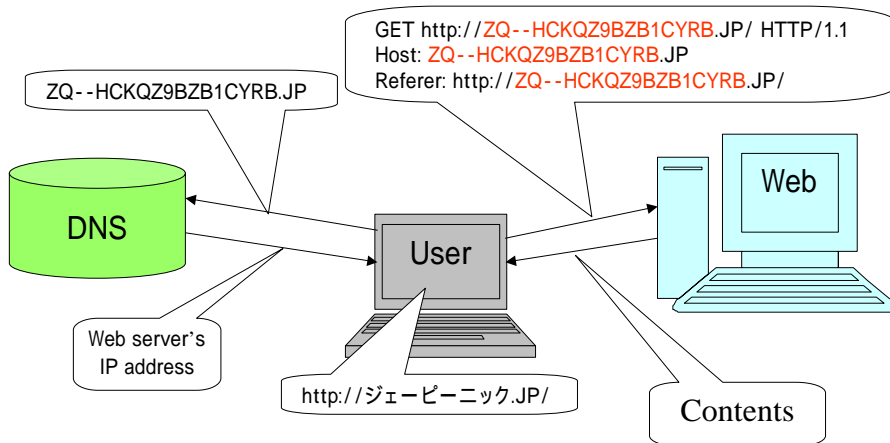 GET http://ZQ--HCKQZ9BZB1CYRB.JP/ HTTP/1.1
Host: ZQ--HCKQZ9BZB1CYRB.JP
Referer: http://ZQ--HCKQZ9BZB1CYRB.JP/
ZQ--HCKQZ9BZB1CYRB.JP
DNS
User
Web
Web server's
IP address
http://ジェーピーニック.JP/
Contents